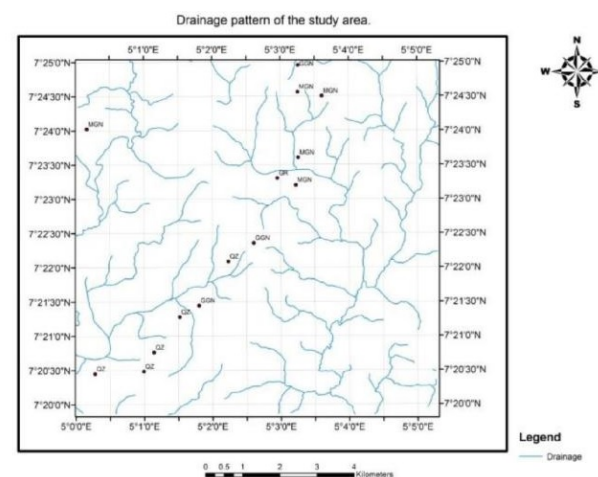 Drainage pattern of the study area.
N
W E
S
5°1'0"E 5°2'0"E 5°3'0"E 5°4'0"E 5°5'0"E
7°25'0"N GGN 7°25'0"N
7°24'30"N MGN MGN 7°24'30"N
MGN
7°24'0"N 7°24'0"N
MGN
7°23'30"N 7°23'30"N
QR MGN
7°23'0"N 7°23'0"N
7°22'30"N GGN 7°22'30"N
QZ
7°22'0"N 7°22'0"N
7°21'30"N GGN 7°21'30"N
QZ
7°21'0"N 7°21'0"N
QZ
7°20'30"N QZ QZ 7°20'30"N
7°20'0"N 7°20'0"N
5°0'0"E 5°1'0"E 5°2'0"E 5°3'0"E 5°4'0"E 5°5'0"E
Legend
Drainage
0 0.5 1 2 3 4
Kilometers